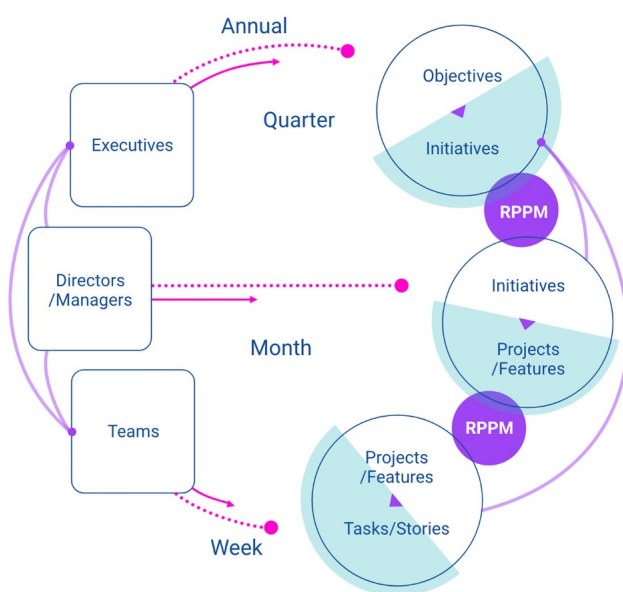 Annual
Quarter
Executives
Objectives
Initiatives
RPPM
Directors
/Managers
Initiatives
Projects
/Features
Month
RPPM
Teams
Projects
/Features
Tasks/Stories
Week